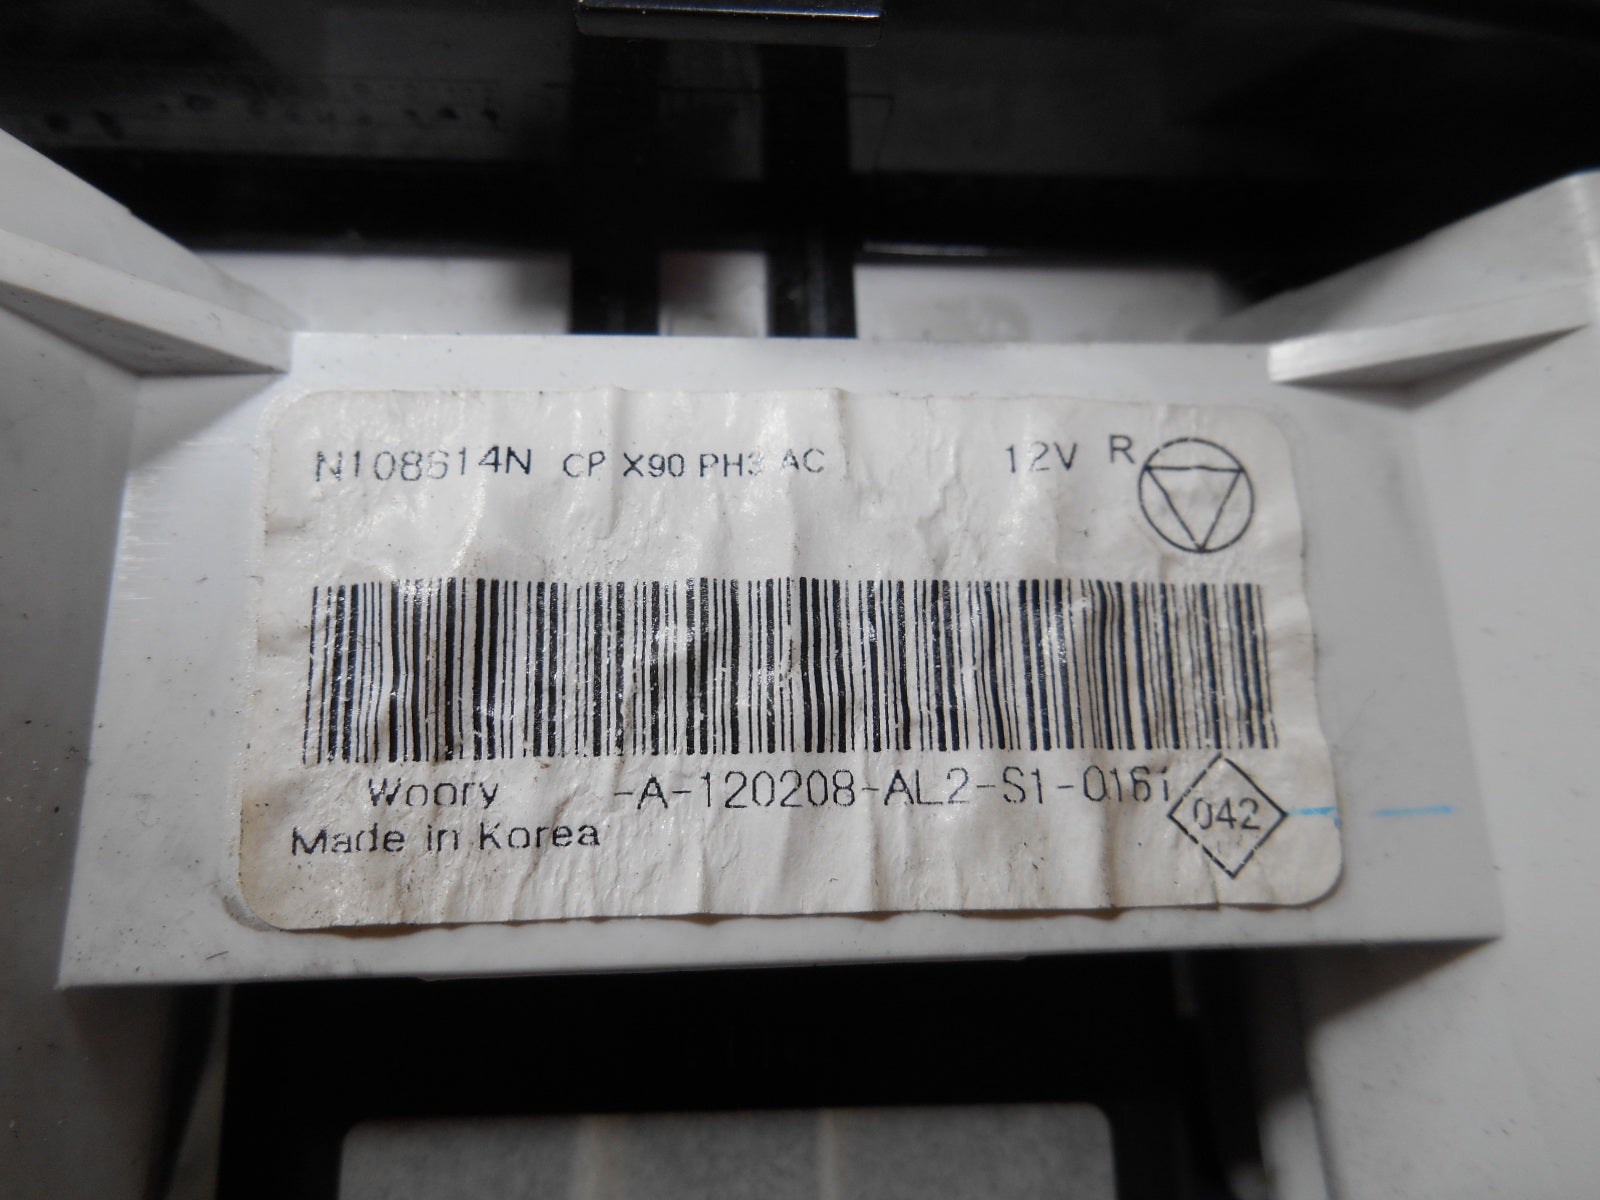 N108614N CP X90 PH3 AC 12V R
Woory -A-120208-AL2-S1-0161
042
Made in Korea